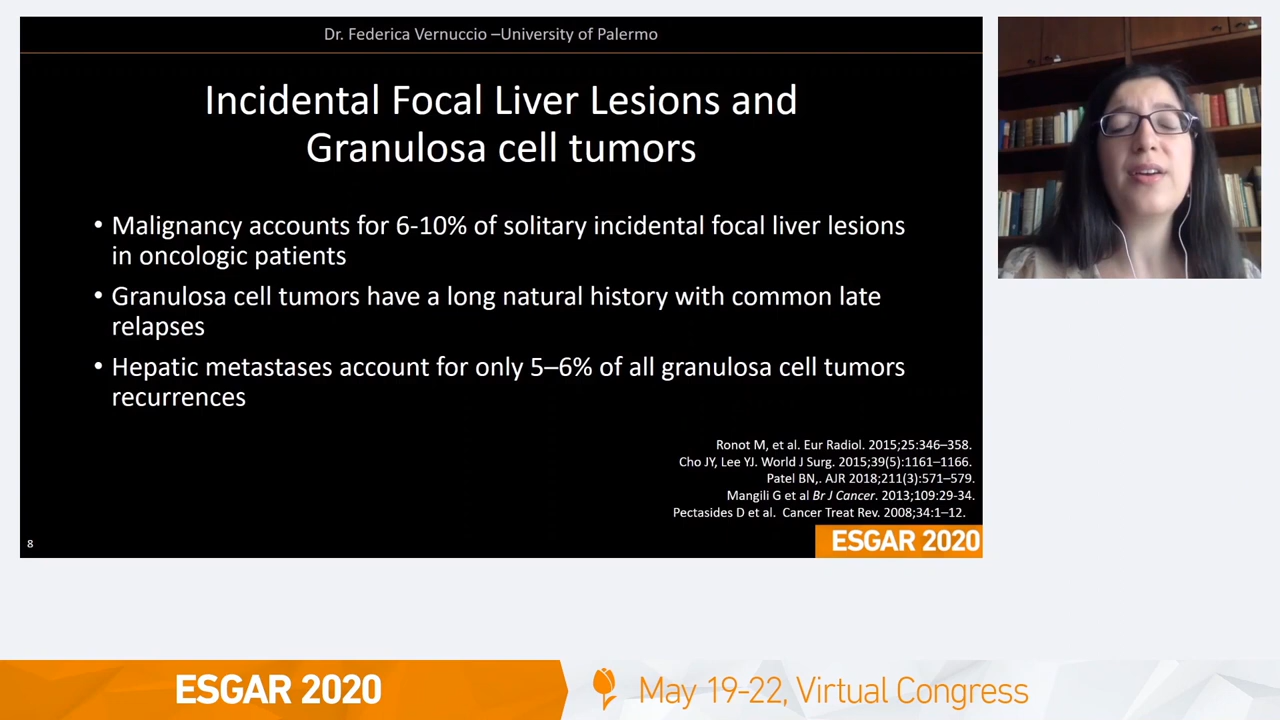 Dr. Federica Vernuccio –University of Palermo
Incidental Focal Liver Lesions and
Granulosa cell tumors
• Malignancy accounts for 6-10% of solitary incidental focal liver lesions
in oncologic patients
• Granulosa cell tumors have a long natural history with common late
relapses
• Hepatic metastases account for only 5–6% of all granulosa cell tumors
recurrences
Ronot M, et al. Eur Radiol. 2015;25:346–358.
Cho JY, Lee YJ. World J Surg. 2015;39(5):1161–1166.
Patel BN,. AJR 2018;211(3):571–579.
Mangili G et al Br J Cancer. 2013;109:29-34.
Pectasides D et al. Cancer Treat Rev. 2008;34:1–12.
8
ESGAR 2020
ESGAR 2020
May 19-22, Virtual Congress